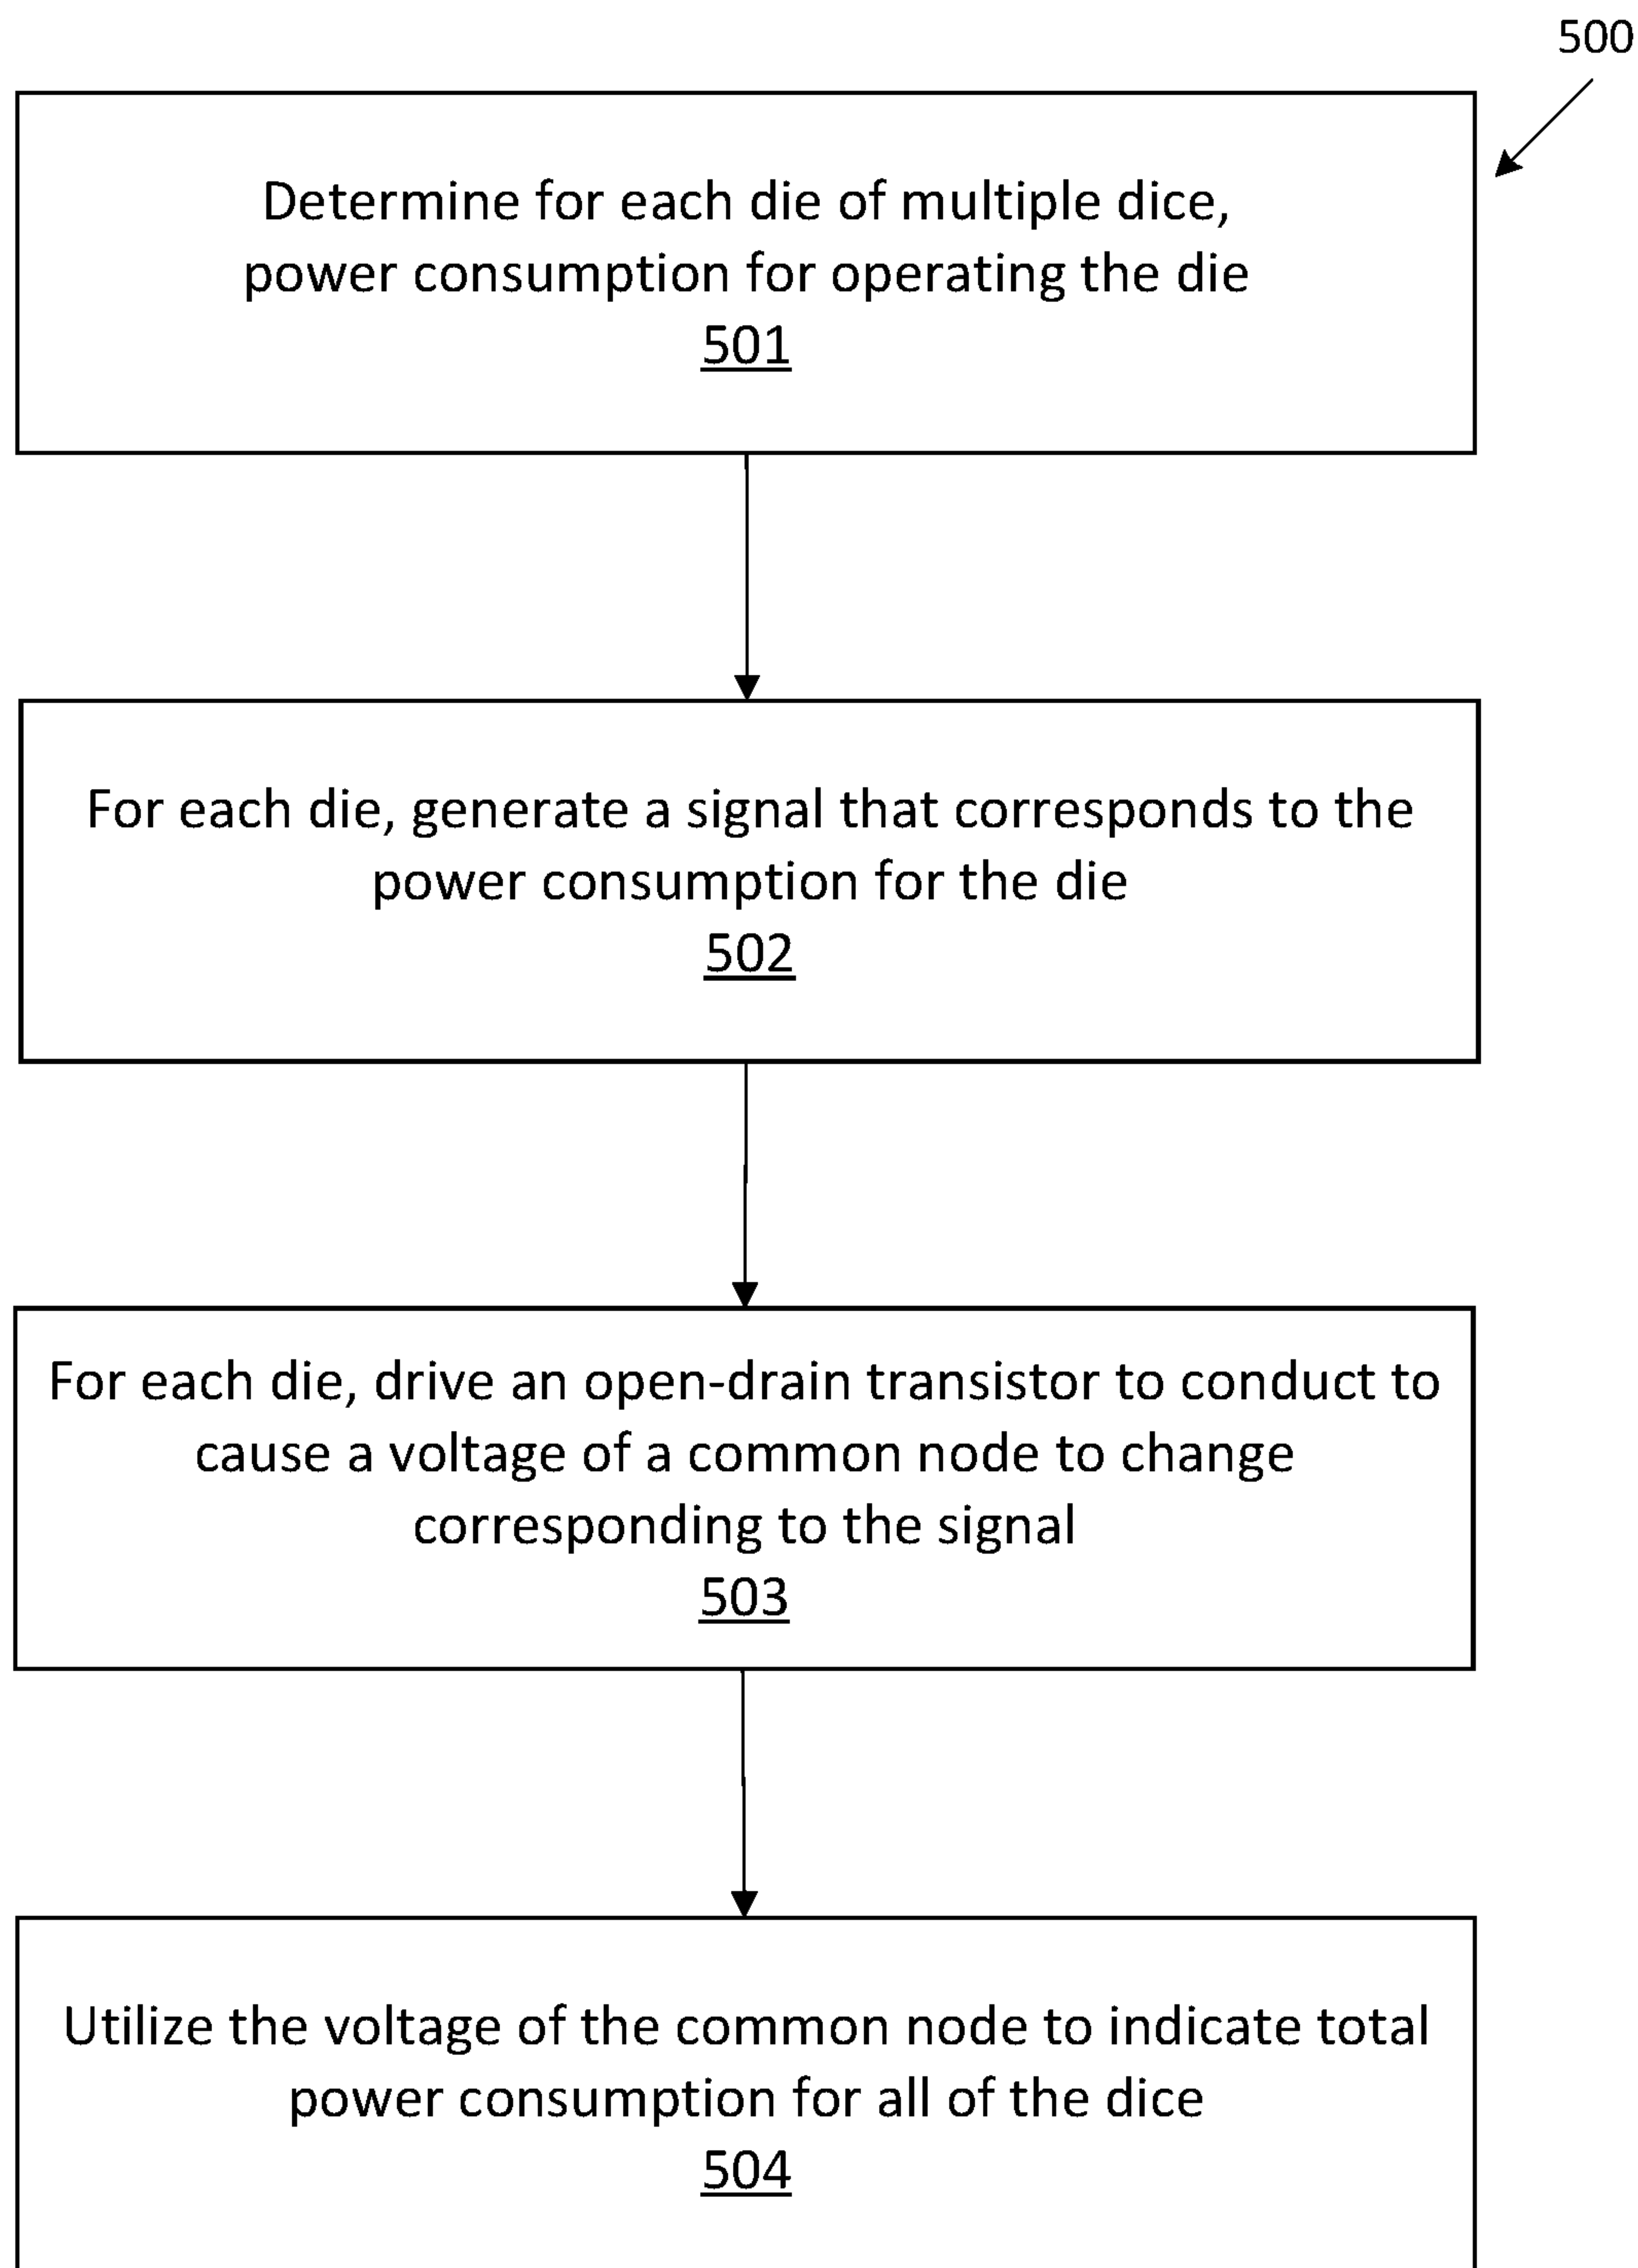 500
Determine for each die of multiple dice,
power consumption for operating the die
501
For each die, generate a signal that corresponds to the
power consumption for the die
502
For each die, drive an open-drain transistor to conduct to
cause a voltage of a common node to change
corresponding to the signal
503
Utilize the voltage of the common node to indicate total
power consumption for all of the dice
504